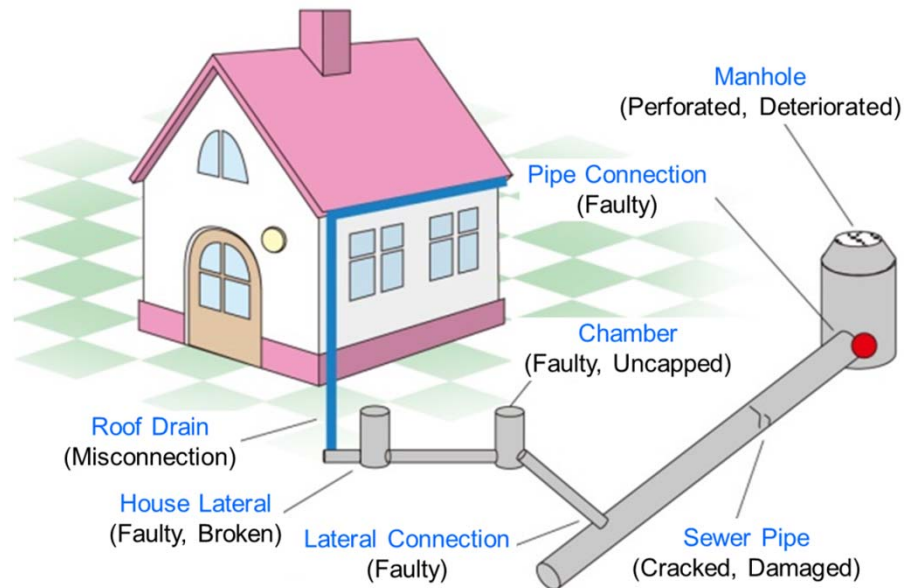 Manhole
(Perforated, Deteriorated)
Pipe Connection
(Faulty)
Chamber
(Faulty, Uncapped)
Roof Drain
(Misconnection)
House Lateral
(Faulty, Broken)
Lateral Connection
(Faulty)
Sewer Pipe
(Cracked, Damaged)